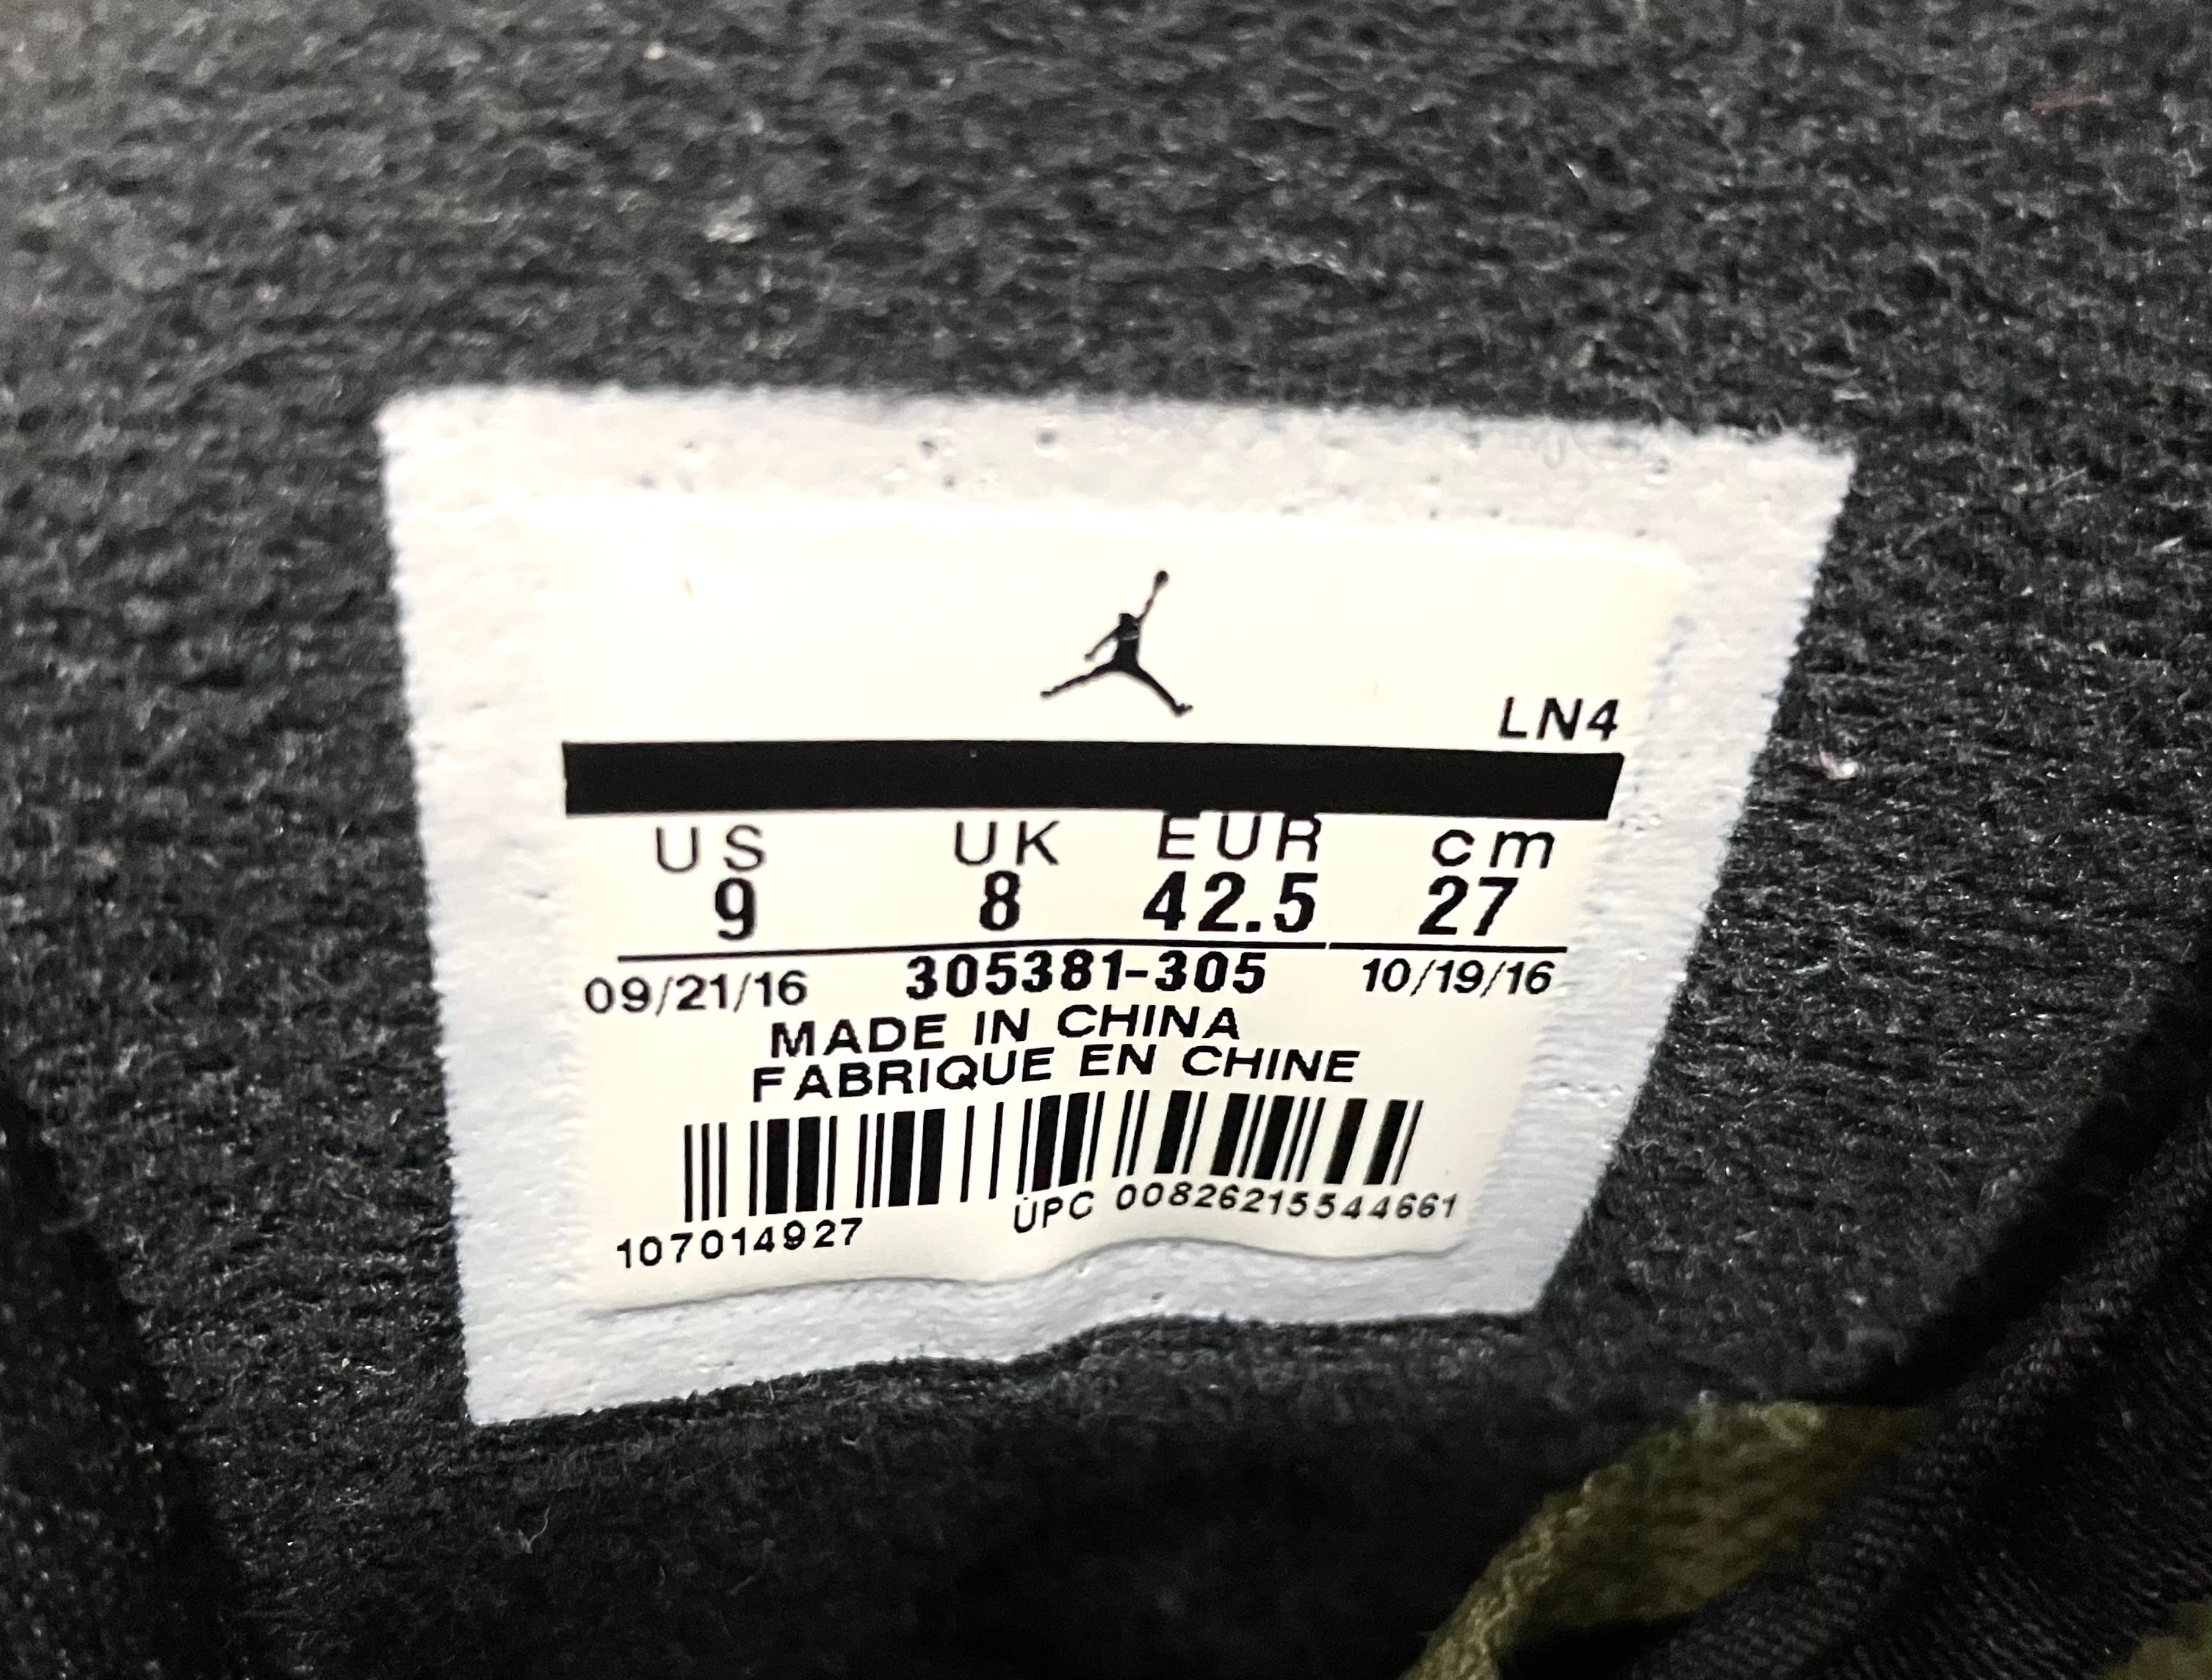 LN4
US UK EUR cm
9 8 42.5 27
09/21/16 305381-305 10/19/16
MADE IN CHINA
FABRIQUE EN CHINE
107014927 UPC 00826215544661